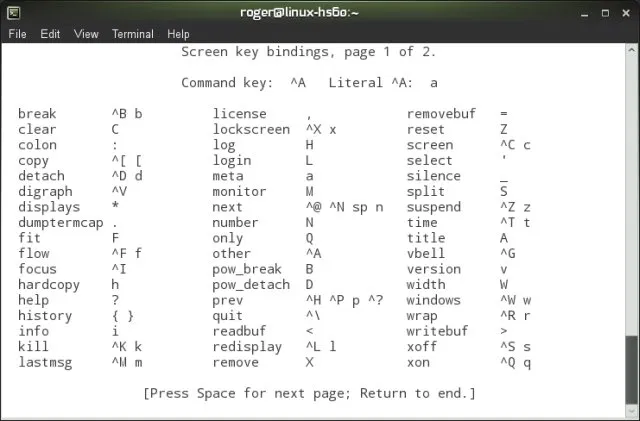 roger@linux-hs6o:~
File Edit View Terminal Help
Screen key bindings, page 1 of 2.
Command key: ^A Literal ^A: a
break ^B b license , removebuf =
clear C lockscreen ^X x reset Z
colon : log H screen ^C c
copy ^[ [ login L select '
detach ^D d meta a silence _
digraph ^V monitor M split S
displays * next ^@ ^N sp n suspend ^Z z
dumptermcap . number N time ^T t
fit F only Q title A
flow ^F f other ^A vbell ^G
focus ^I pow_break B version v
hardcopy h pow_detach D width W
help ? prev ^H ^P p ^? windows ^W w
history { } quit ^\ wrap ^R r
info i readbuf < writebuf >
kill ^K k redisplay ^L l xoff ^S s
lastmsg ^M m remove X xon ^Q q
[Press Space for next page; Return to end.]